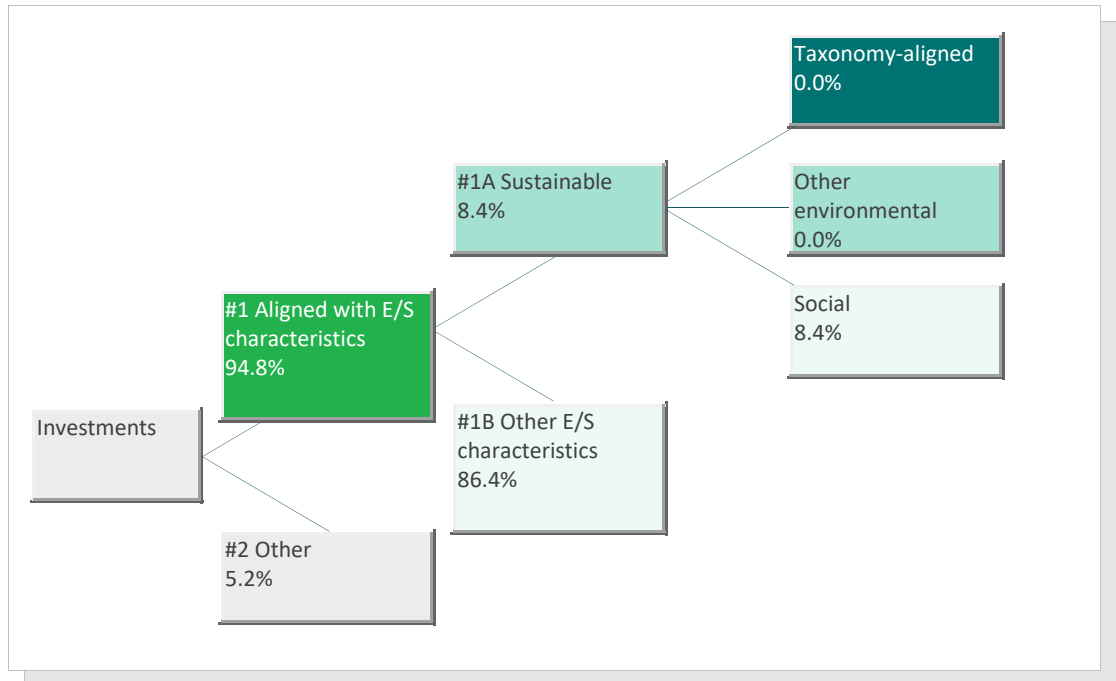 Taxonomy-aligned
0.0%
#1A Sustainable
8.4%
Other
environmental
0.0%
Social
8.4%
#1 Aligned with E/S
characteristics
94.8%
Investments
#1B Other E/S
characteristics
86.4%
#2 Other
5.2%